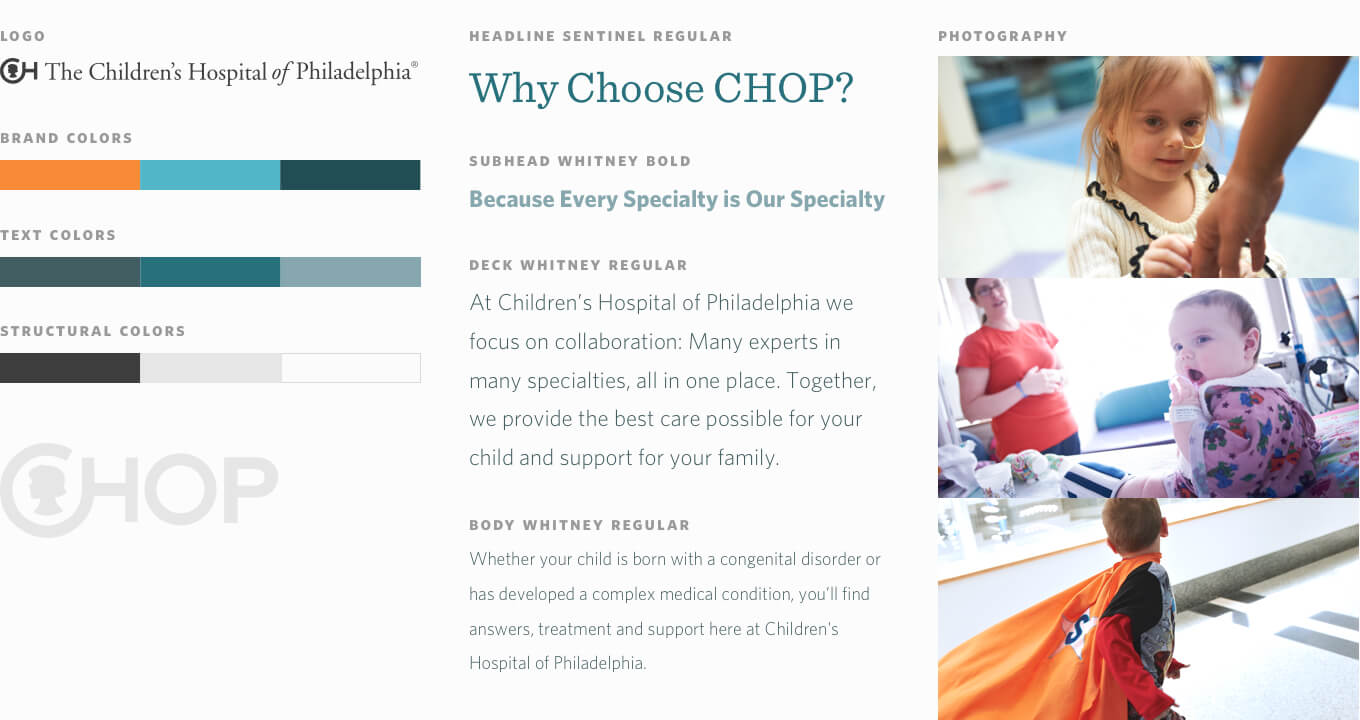 LOGO
CH The Children's Hospital of Philadelphia®
BRAND COLORS
TEXT COLORS
STRUCTURAL COLORS
CHOP
HEADLINE SENTINEL REGULAR
Why Choose CHOP?
SUBHEAD WHITNEY BOLD
Because Every Specialty is Our Specialty
DECK WHITNEY REGULAR
At Children's Hospital of Philadelphia we
focus on collaboration: Many experts in
many specialties, all in one place. Together,
we provide the best care possible for your
child and support for your family.
BODY WHITNEY REGULAR
Whether your child is born with a congenital disorder or
has developed a complex medical condition, you'll find
answers, treatment and support here at Children's
Hospital of Philadelphia.
PHOTOGRAPHY
S